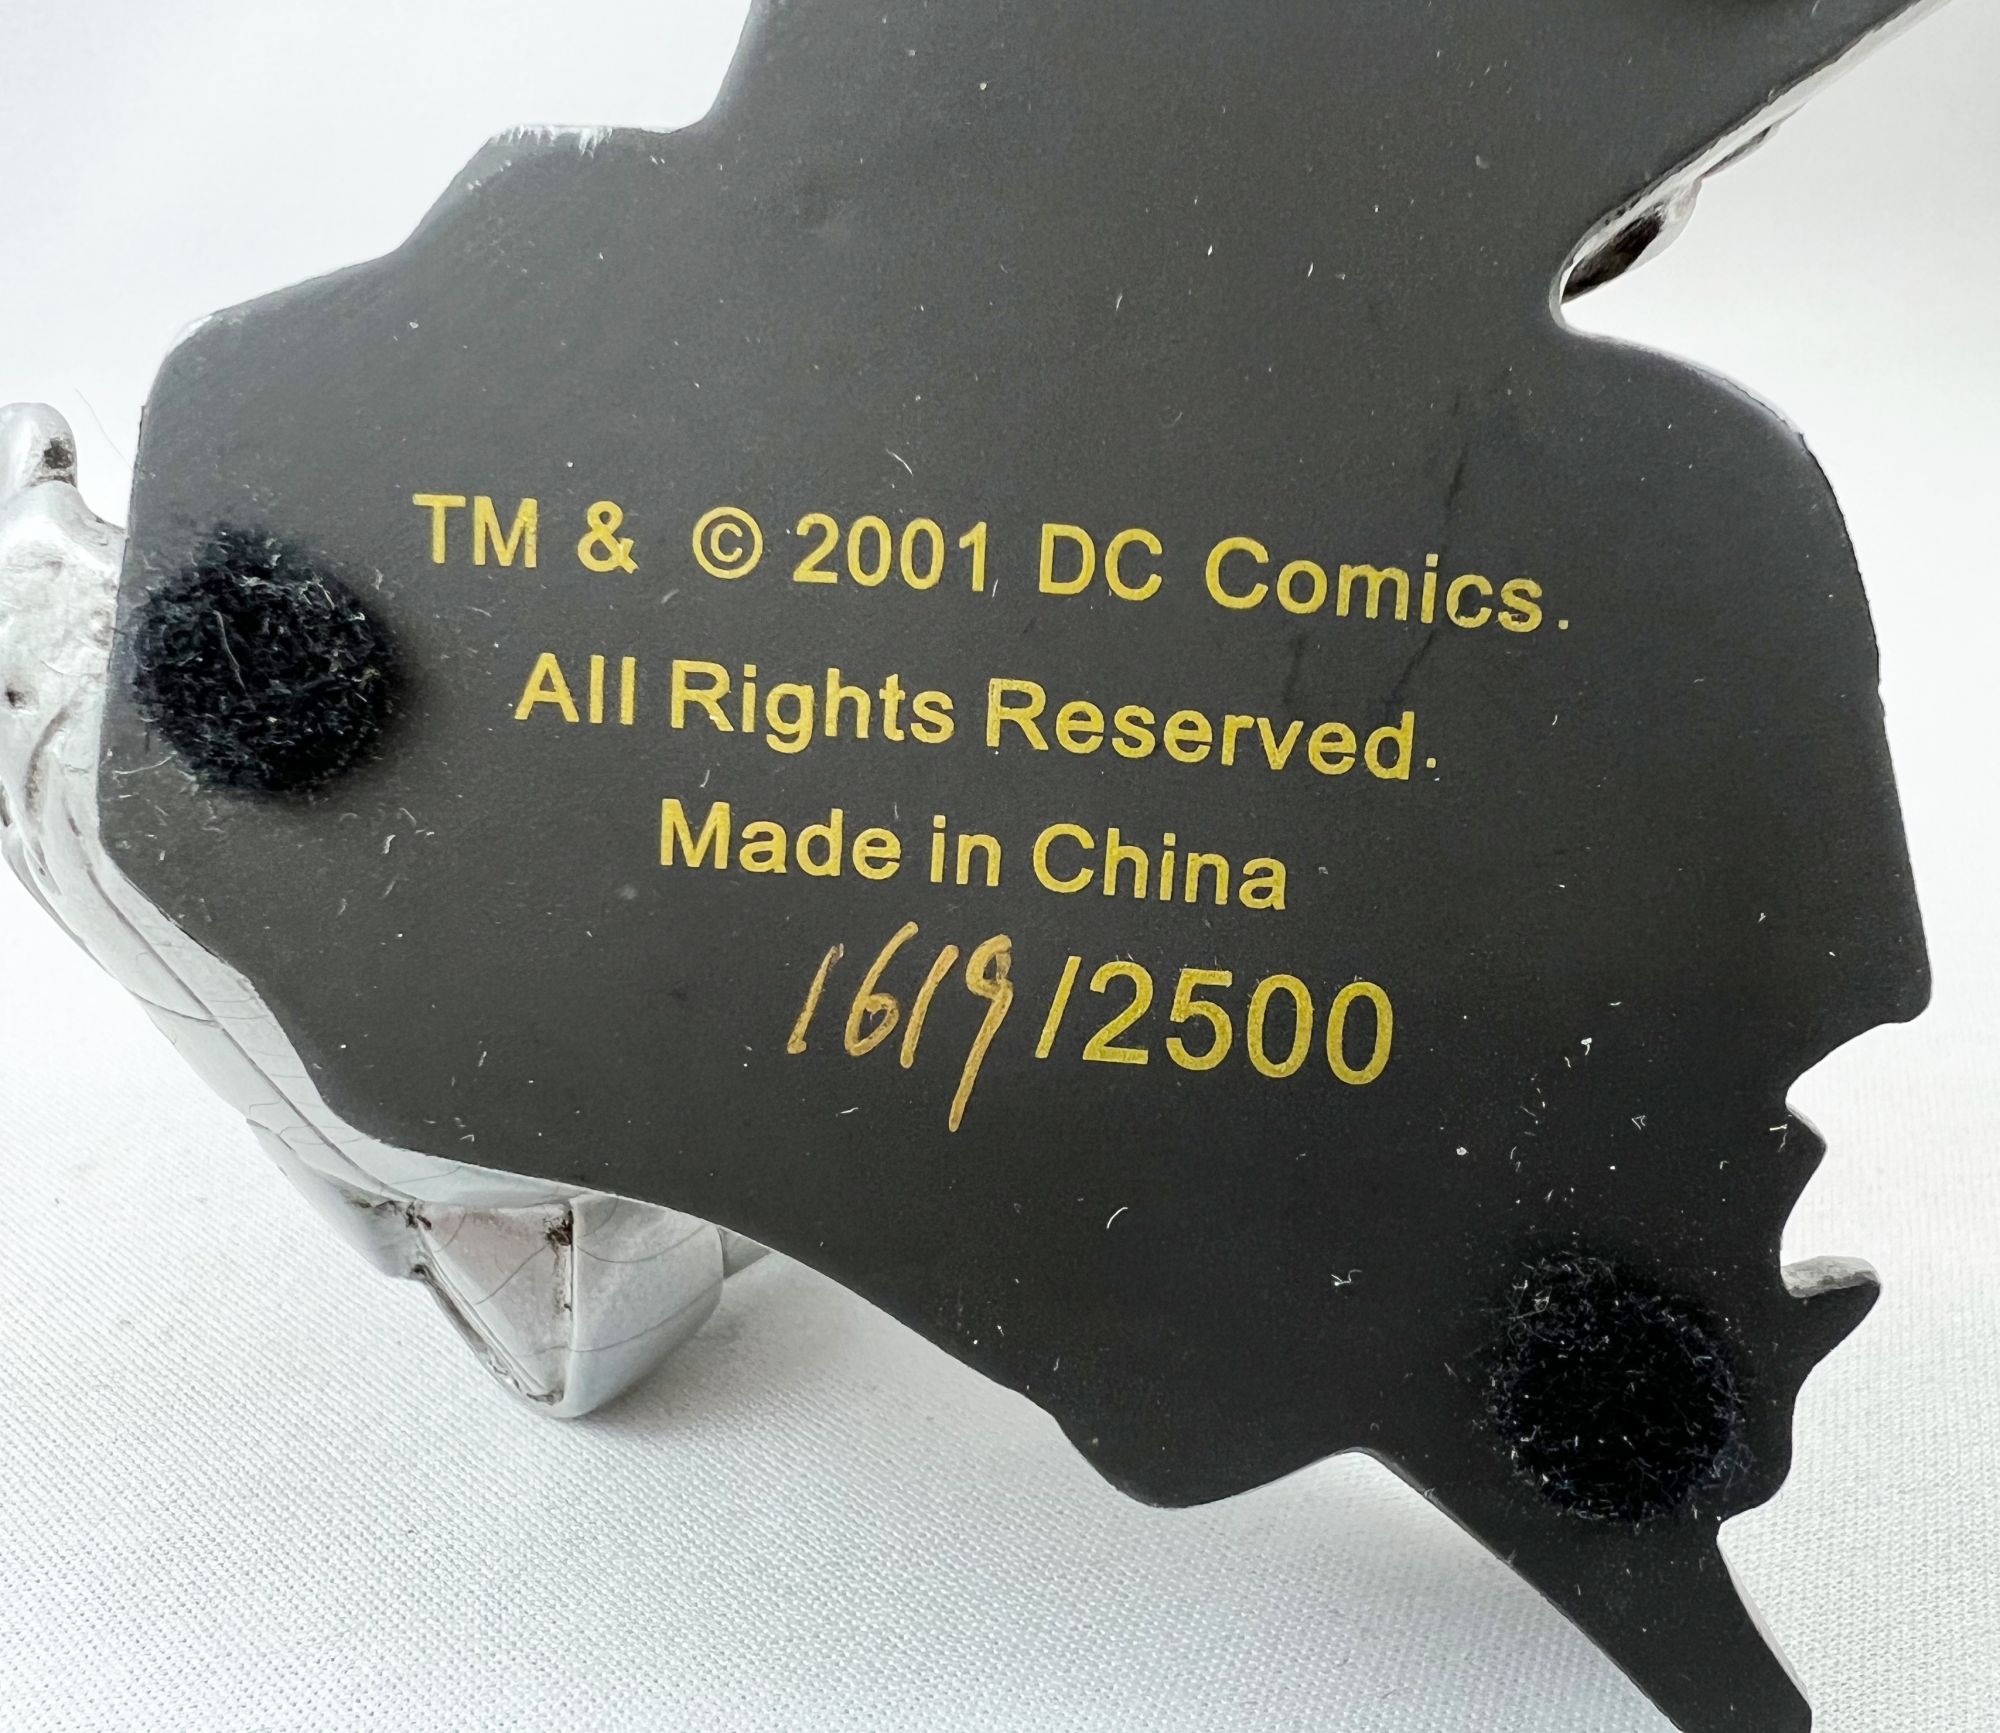 TM & © 2001 DC Comics.
All Rights Reserved.
Made in China
1619/2500